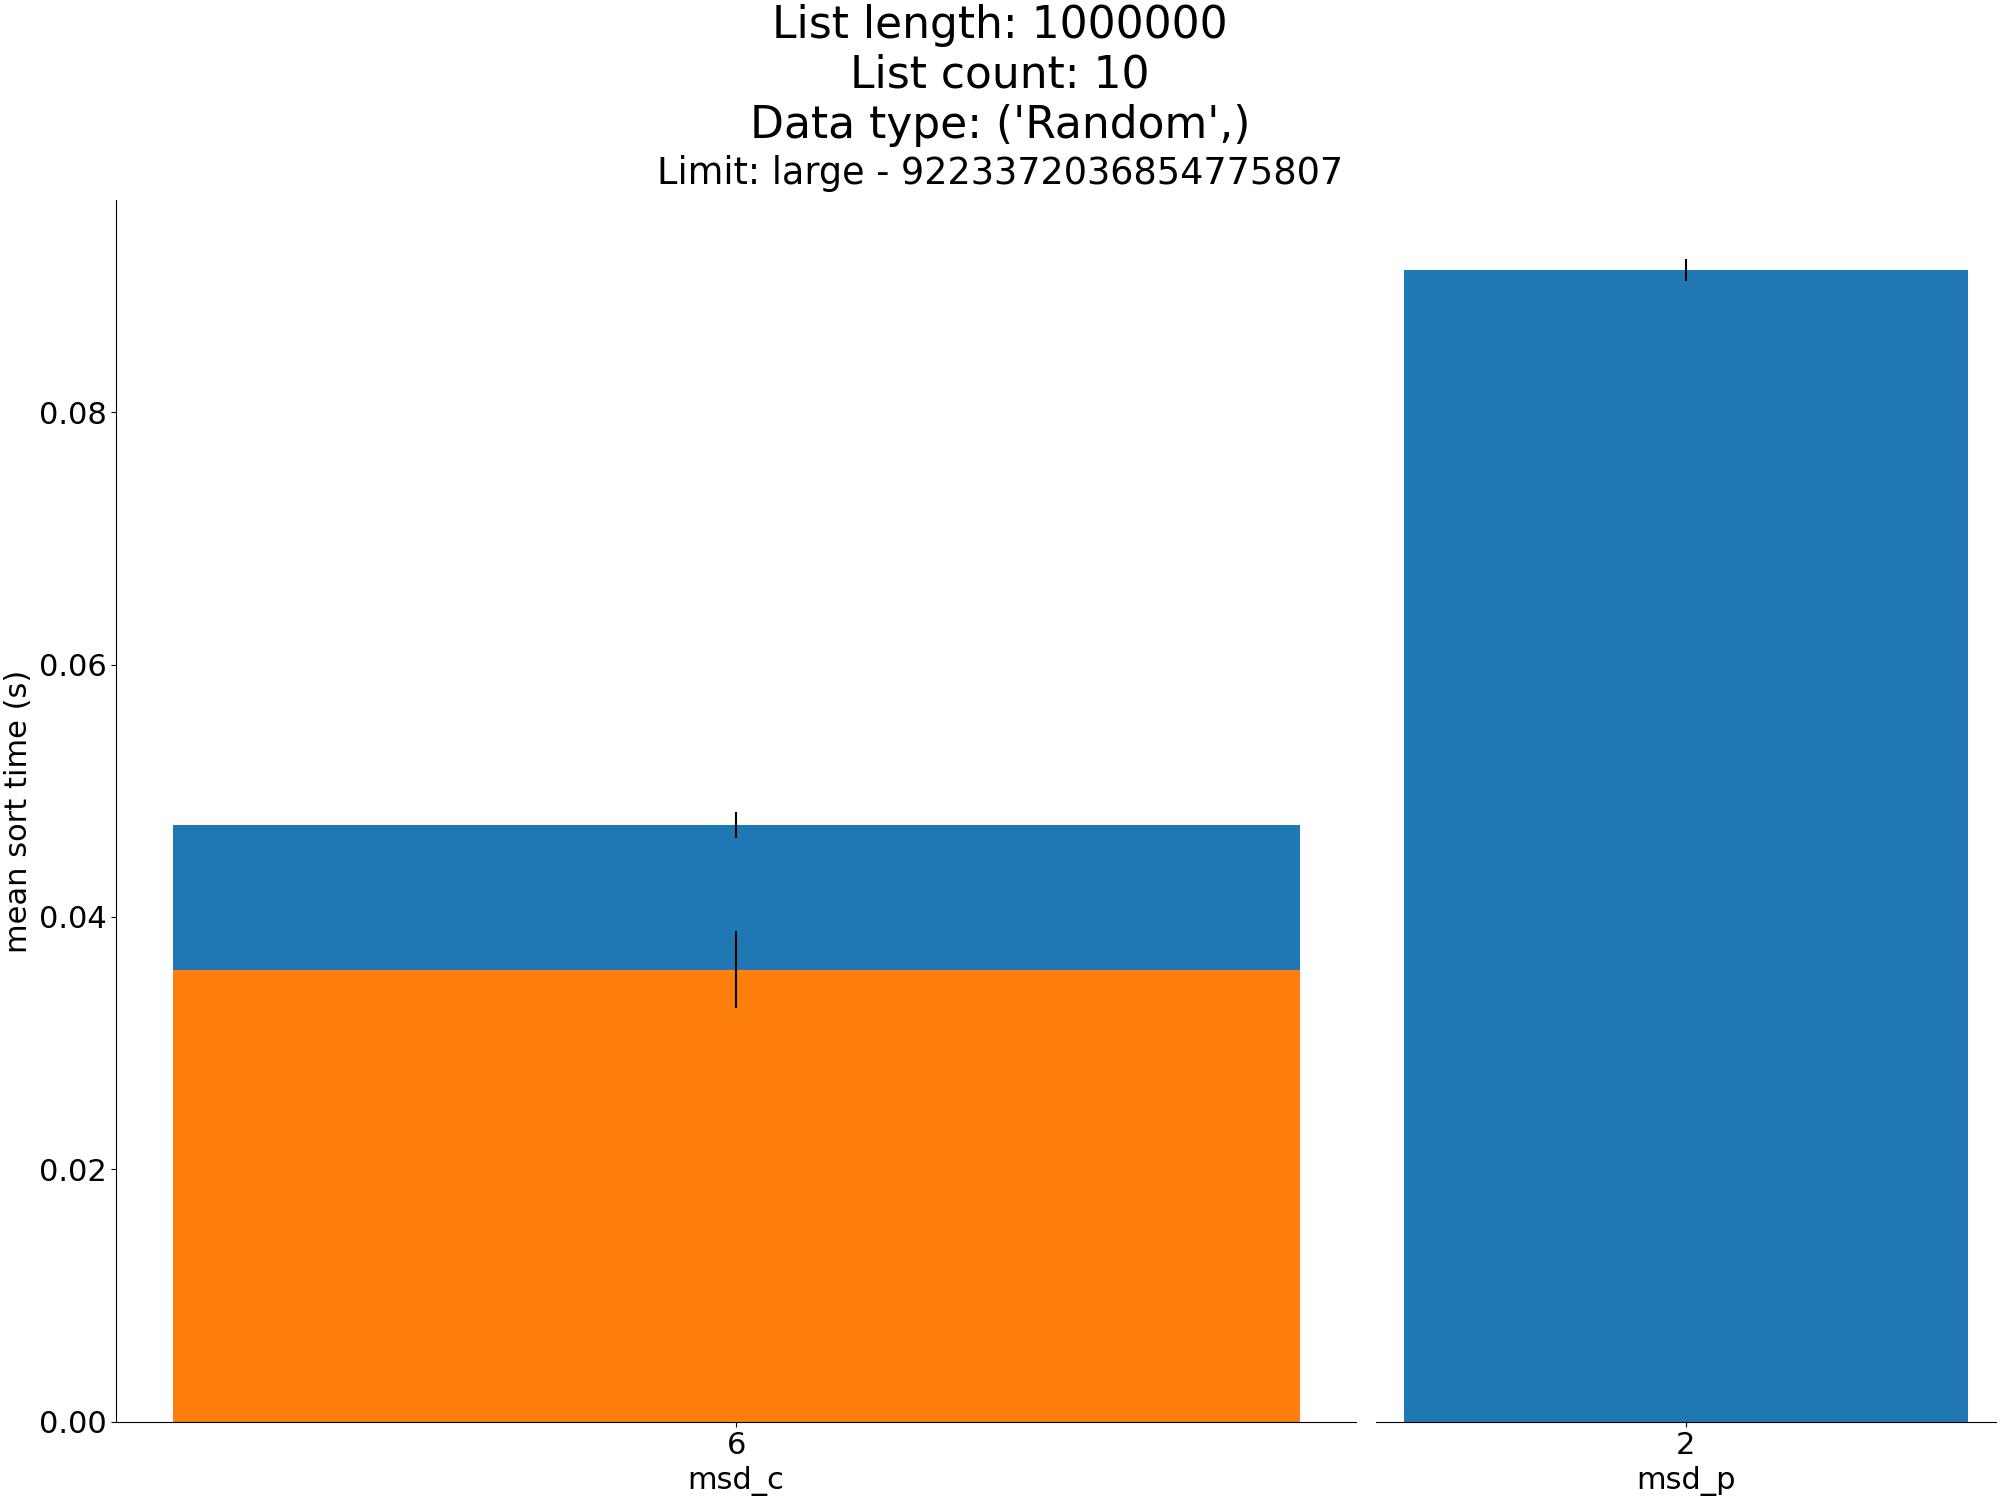 List length: 1000000
List count: 10
Data type: ('Random',)
Limit: large - 9223372036854775807
mean sort time (s)
0.08
0.06
0.04
0.02
0.00
6
msd_c
2
msd_p